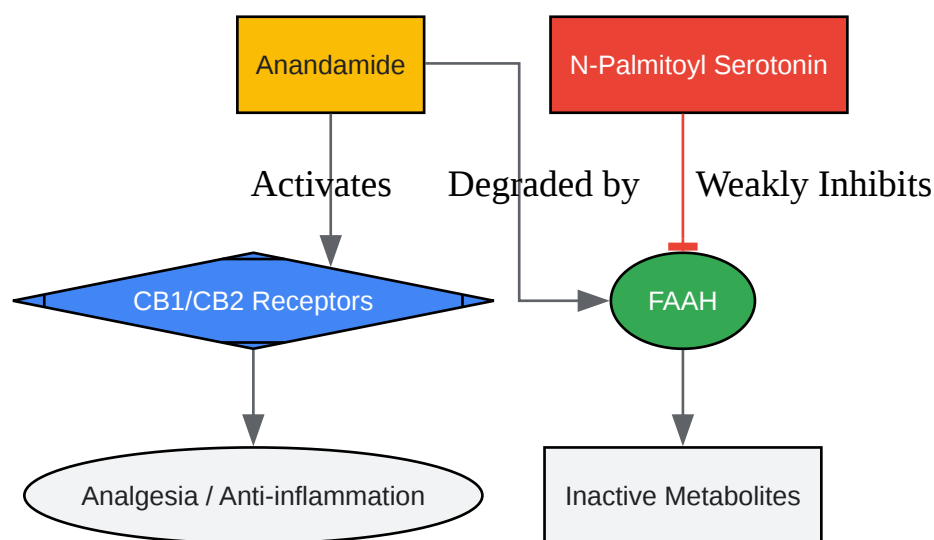 Anandamide
N-Palmitoyl Serotonin
Activates
Degraded by
Weakly Inhibits
CB1/CB2 Receptors
FAAH
Analgesia / Anti-inflammation
Inactive Metabolites